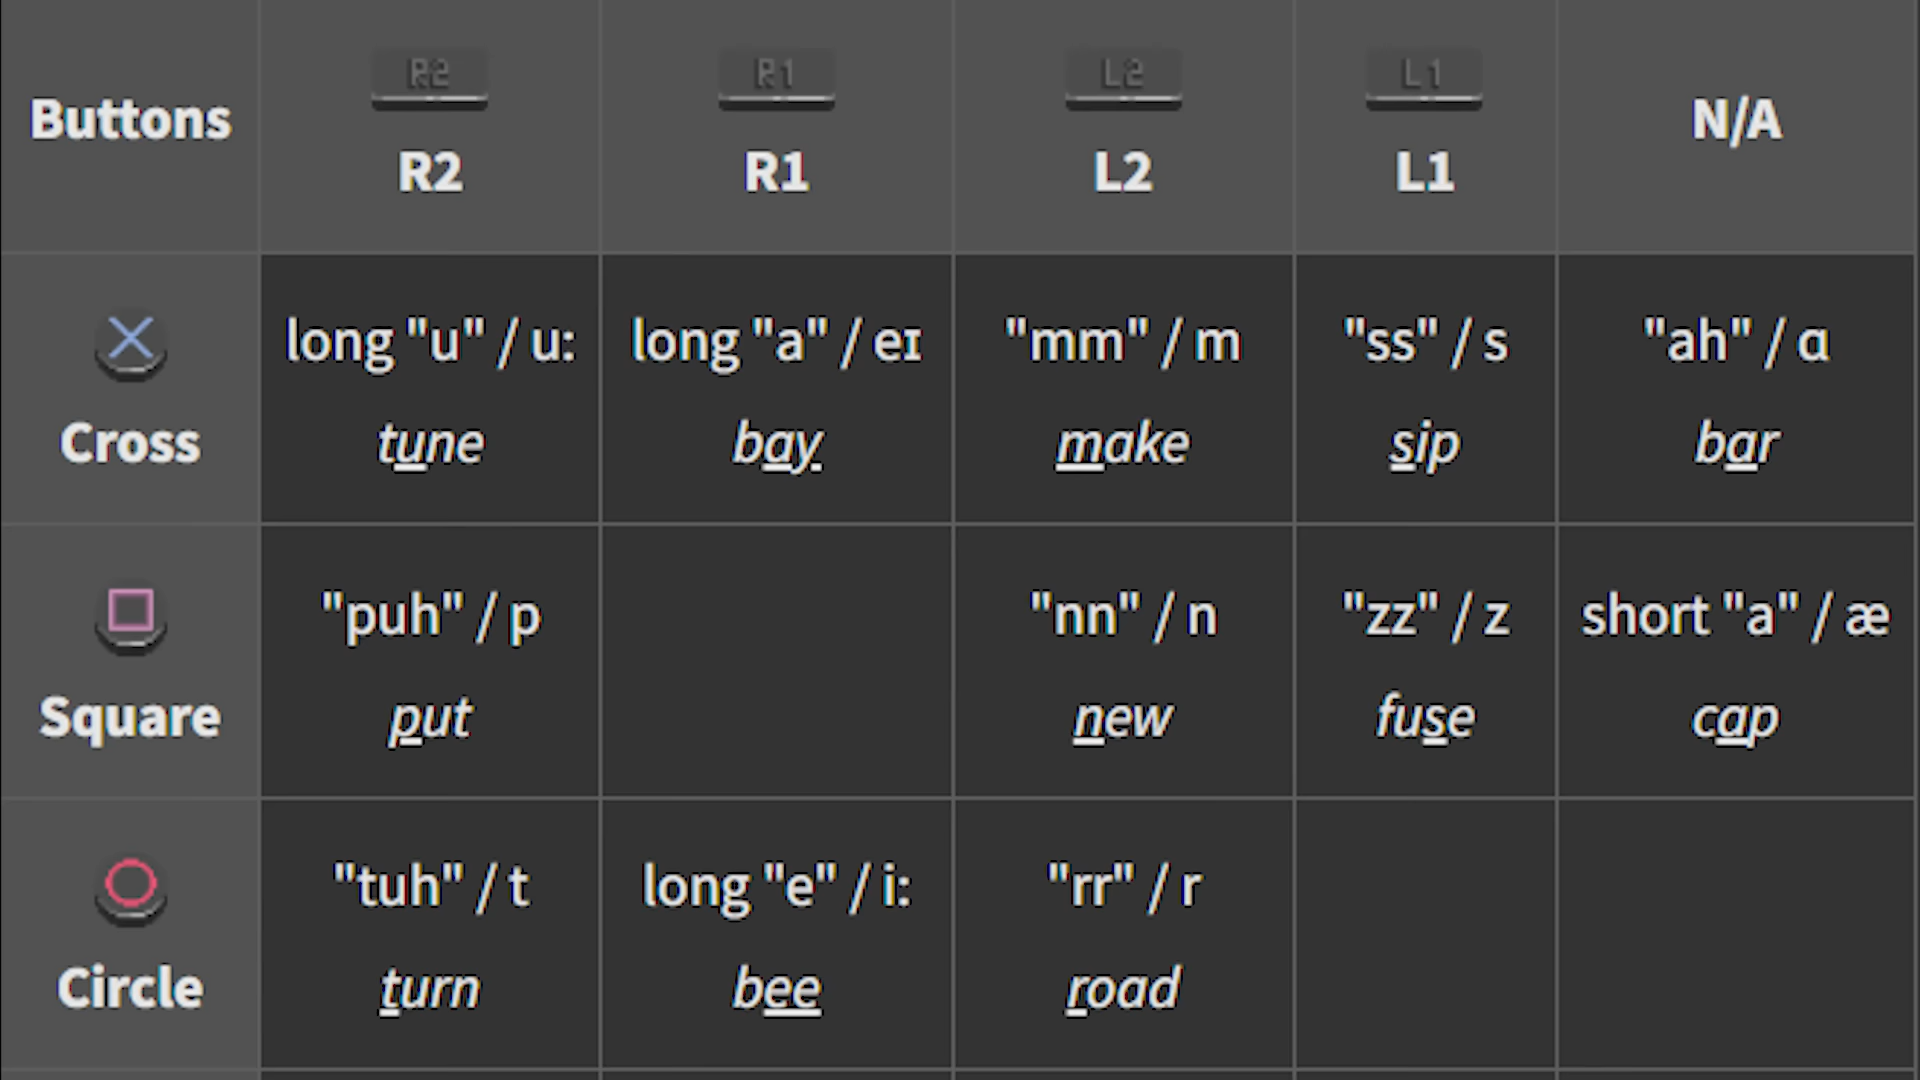 Buttons
R2
R2
R1
R1
L2
L2
L1
L1
N/A
Cross
long "u" / u:
tune
long "a" / eɪ
bay
"mm" / m
make
"ss" / s
sip
"ah" / ɑ
bar
Square
"puh" / p
put
"nn" / n
new
"zz" / z
fuse
short "a" / æ
cap
Circle
"tuh" / t
turn
long "e" / i:
bee
"rr" / r
road